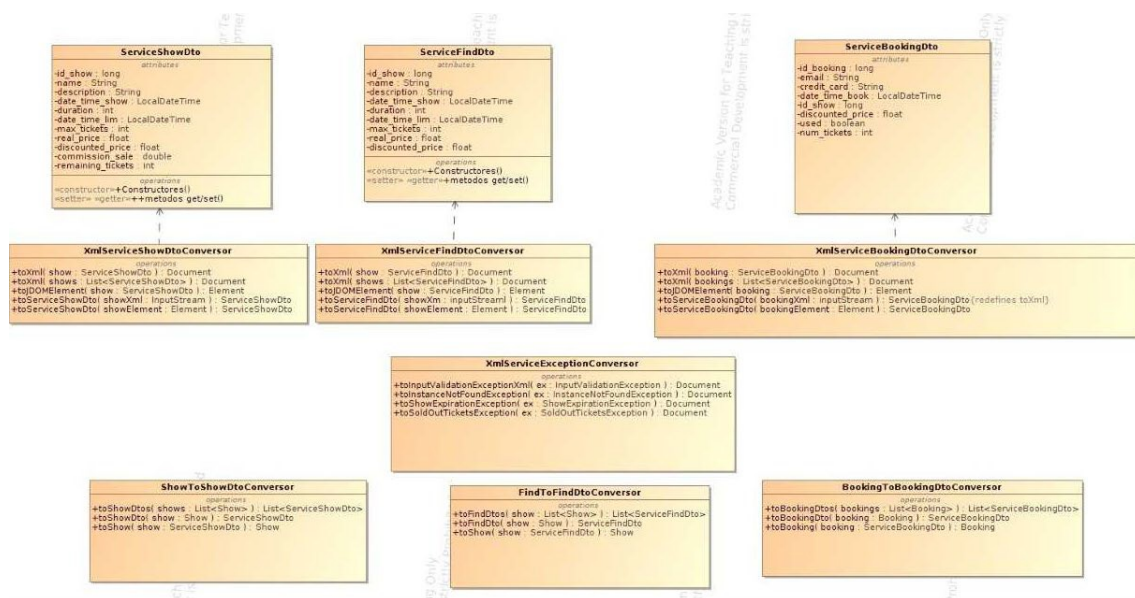 ServiceShowDto
attributes
-id_show : long
-name : String
-description : String
-date_time_show : LocalDateTime
-duration : int
-date_time_lim : LocalDateTime
-max_tickets : int
-real_price : float
-discounted_price : float
-commission_sale : double
-remaining_tickets : int
operations
«constructor»+Constructores()
«setter» «getter»++metodos get/set()
ServiceFindDto
attributes
-id_show : long
-name : String
-description : String
-date_time_show : LocalDateTime
-duration : int
-date_time_lim : LocalDateTime
-max_tickets : int
-real_price : float
-discounted_price : float
operations
«constructor»+Constructores()
«setter» «getter»+metodos get/set()
ServiceBookingDto
attributes
-id_booking : long
-email : String
-credit_card : String
-date_time_book : LocalDateTime
-id_show : long
-discounted_price : float
-used : boolean
-num_tickets : int
Academic Version for Teaching
Commercial Development is stri
XmlServiceShowDtoConversor
operations
+toXml( show : ServiceShowDto ) : Document
+toXml( shows : List<ServiceShowDto> ) : Document
+toJDOMElement( show : ServiceShowDto ) : Element
+toServiceShowDto( showXml : InputStream ) : ServiceShowDto
+toServiceShowDto( showElement : Element ) : ServiceShowDto
XmlServiceFindDtoConversor
operations
+toXml( show : ServiceFindDto ) : Document
+toXml( shows : List<ServiceFindDto> ) : Document
+toJDOMElement( show : ServiceFindDto ) : Element
+toServiceFindDto( showXm : inputStreaml ) : ServiceFindDto
+toServiceFindDto( showElement : Element ) : ServiceFindDto
XmlServiceBookingDtoConversor
operations
+toXml( booking : ServiceBookingDto ) : Document
+toXml( bookings : List<ServiceBookingDto> ) : Document
+toJDOMElement( booking : ServiceBookingDto ) : Element
+toServiceBookingDto( bookingXml : inputStream ) : ServiceBookingDto{redefines toXml}
+toServiceBookingDto( bookingElement : Element ) : ServiceBookingDto
XmlServiceExceptionConversor
operations
+toInputValidationExceptionXml( ex : InputValidationException ) : Document
+toInstanceNotFoundException( ex : InstanceNotFoundException ) : Document
+toShowExpirationException( ex : ShowExpirationException ) : Document
+toSoldOutTicketsException( ex : SoldOutTicketsException ) : Document
ShowToShowDtoConversor
operations
+toShowDtos( shows : List<Show> ) : List<ServiceShowDto>
+toShowDto( show : Show ) : ServiceShowDto
+toShow( show : ServiceShowDto ) : Show
FindToFindDtoConversor
operations
+toFindDtos( show : List<Show> ) : List<ServiceFindDto>
+toFindDto( show : Show ) : ServiceFindDto
+toShow( show : ServiceFindDto ) : Show
BookingToBookingDtoConversor
operations
+toBookingDtos( bookings : List<Booking> ) : List<ServiceBookingDto>
+toBookingDto( booking : Booking ) : ServiceBookingDto
+toBooking( booking : ServiceBookingDto ) : Booking